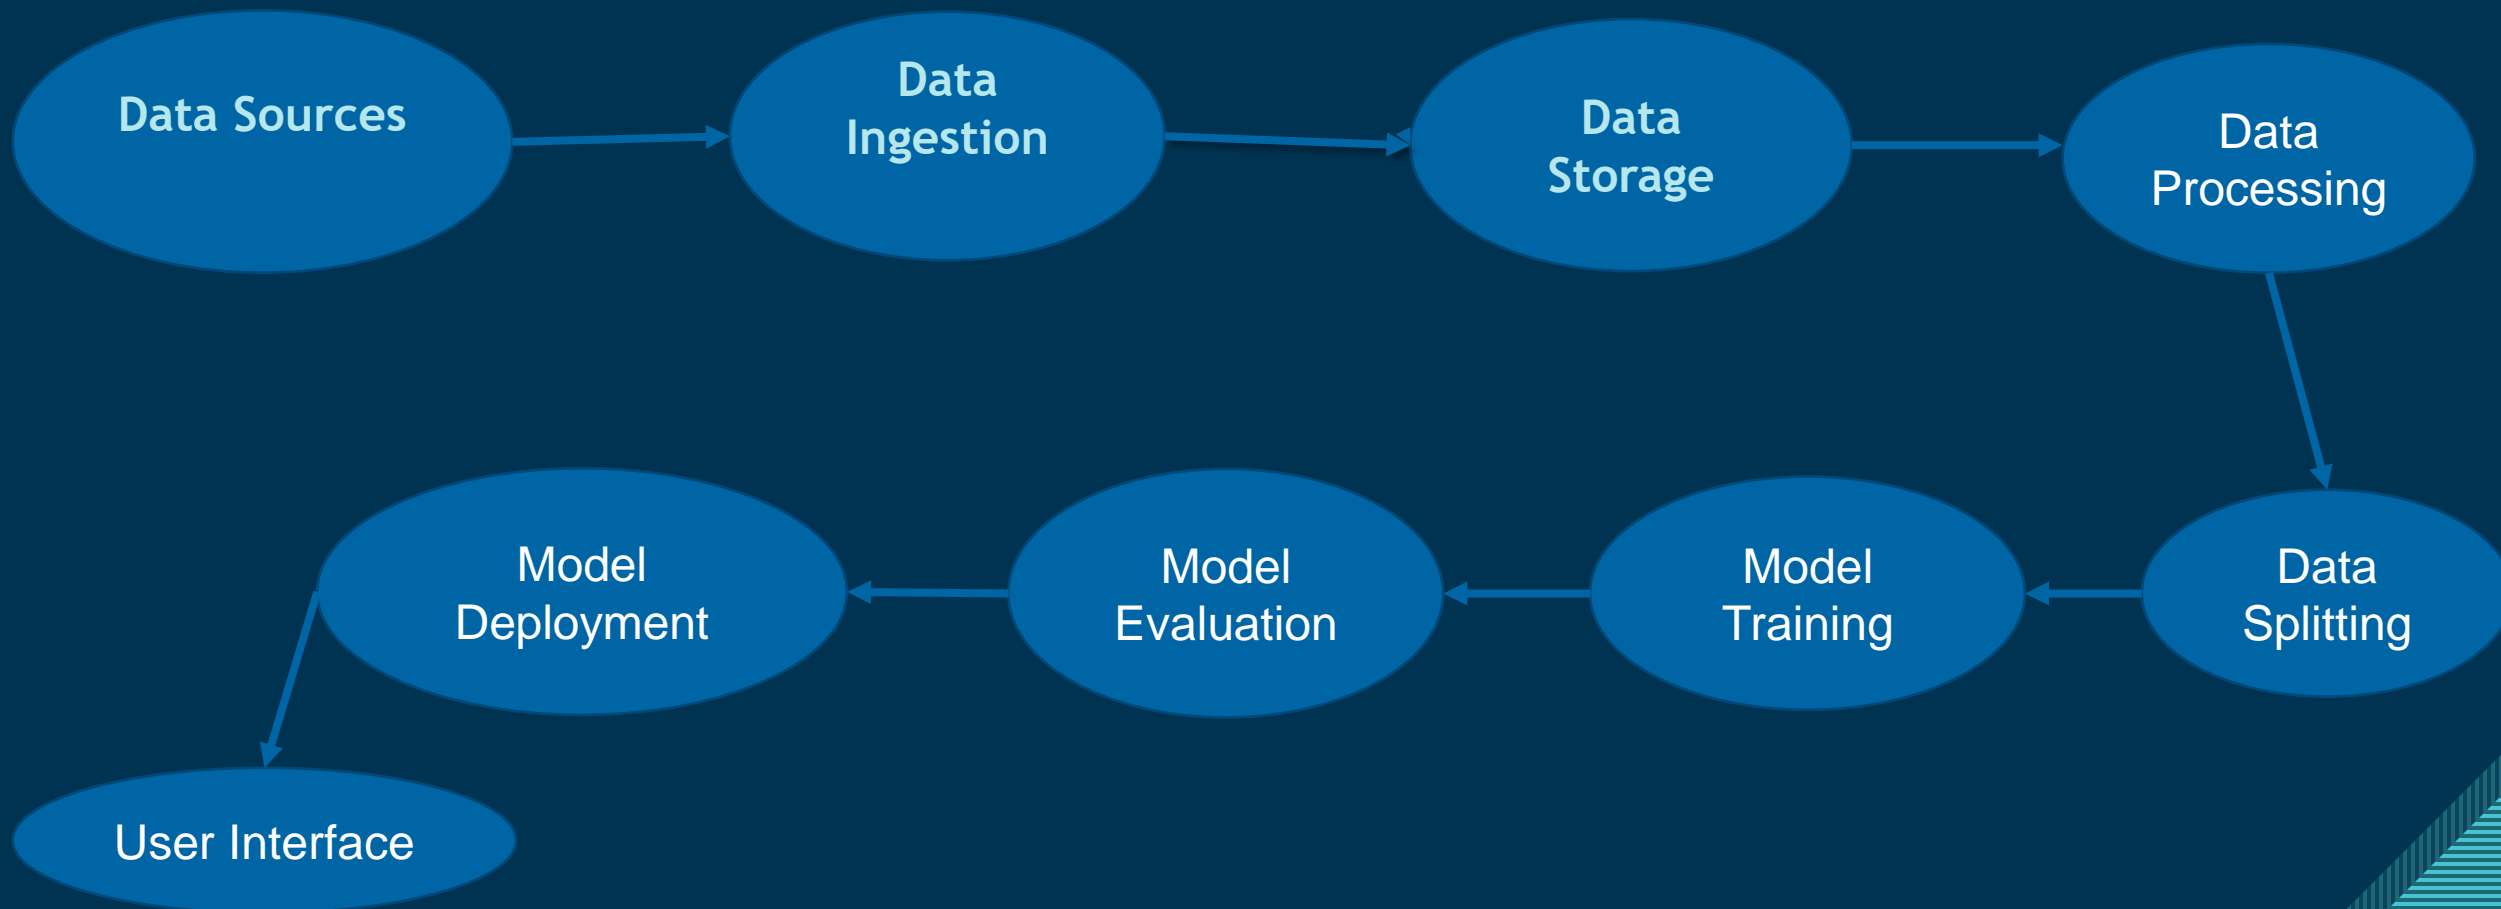 Data Sources
Data
Ingestion
Data
Storage
Data
Processing
Data
Splitting
Model
Training
Model
Evaluation
Model
Deployment
User Interface